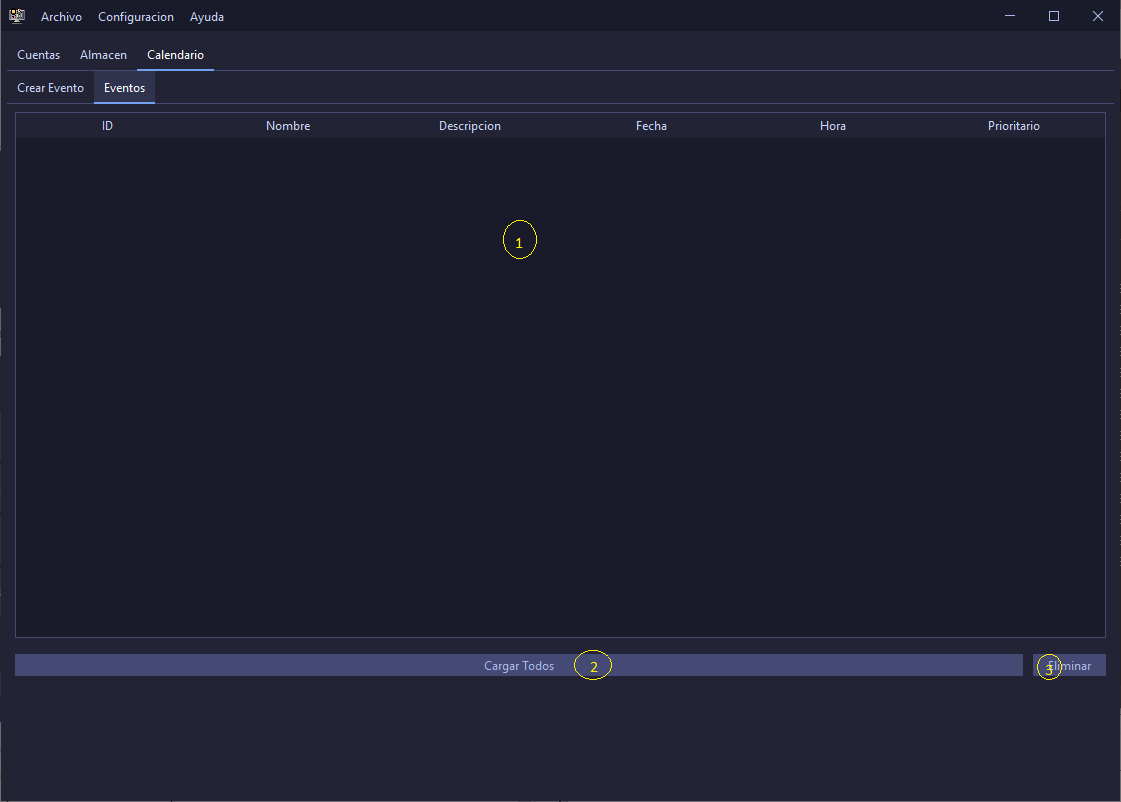 Archivo Configuracion Ayuda
Cuentas Almacen Calendario
Crear Evento Eventos
ID Nombre Descripcion Fecha Hora Prioritario
1
Cargar Todos 2 3 Eliminar